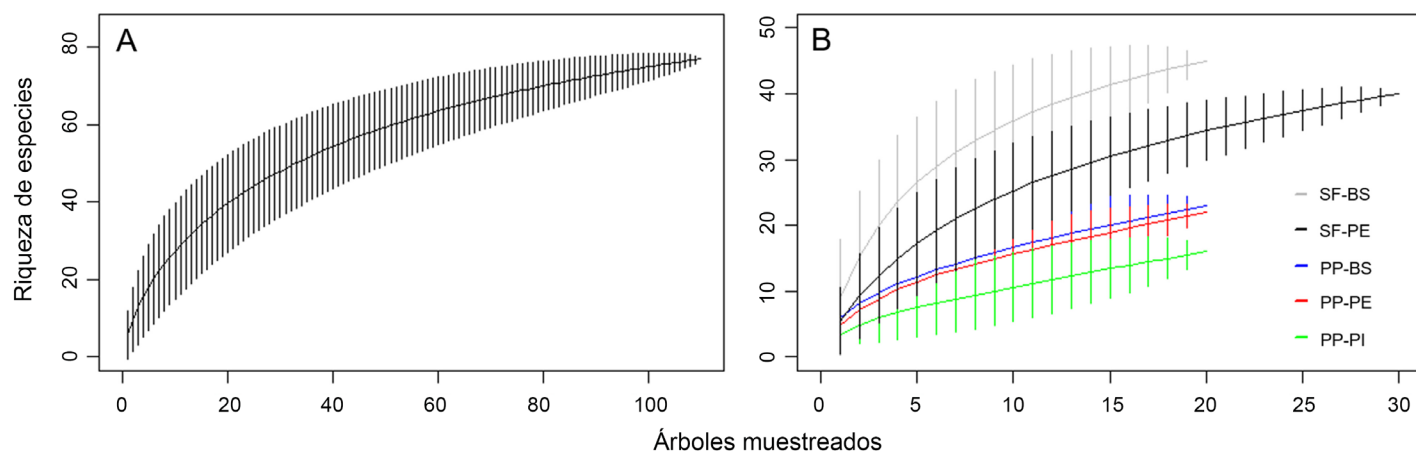 A
Riqueza de especies
80
60
40
20
0
0 20 40 60 80 100
B
50
40
30
20
10
0
0 5 10 15 20 25 30
SF-BS
SF-PE
PP-BS
PP-PE
PP-PI
Árboles muestreados